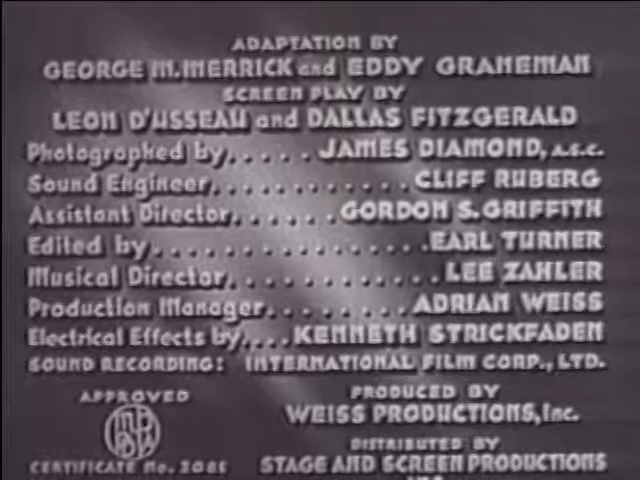 ADAPTATION BY
GEORGE M. MERRICK and EDDY GRANEMAN
SCREEN PLAY BY
LEON D'USSEAU and DALLAS FITZGERALD
Photographed by..... JAMES DIAMOND, A.S.C.
Sound Engineer............ CLIFF RUBERG
Assistant Director...... GORDON S. GRIFFITH
Edited by................. EARL TURNER
Musical Director............ LEE ZAHLER
Production Manager........ ADRIAN WEISS
Electrical Effects by.... KENNETH STRICKFADEN
SOUND RECORDING: INTERNATIONAL FILM CORP., LTD.
APPROVED
CERTIFICATE No.
PRODUCED BY
WEISS PRODUCTIONS, Inc.
DISTRIBUTED BY
STAGE AND SCREEN PRODUCTIONS